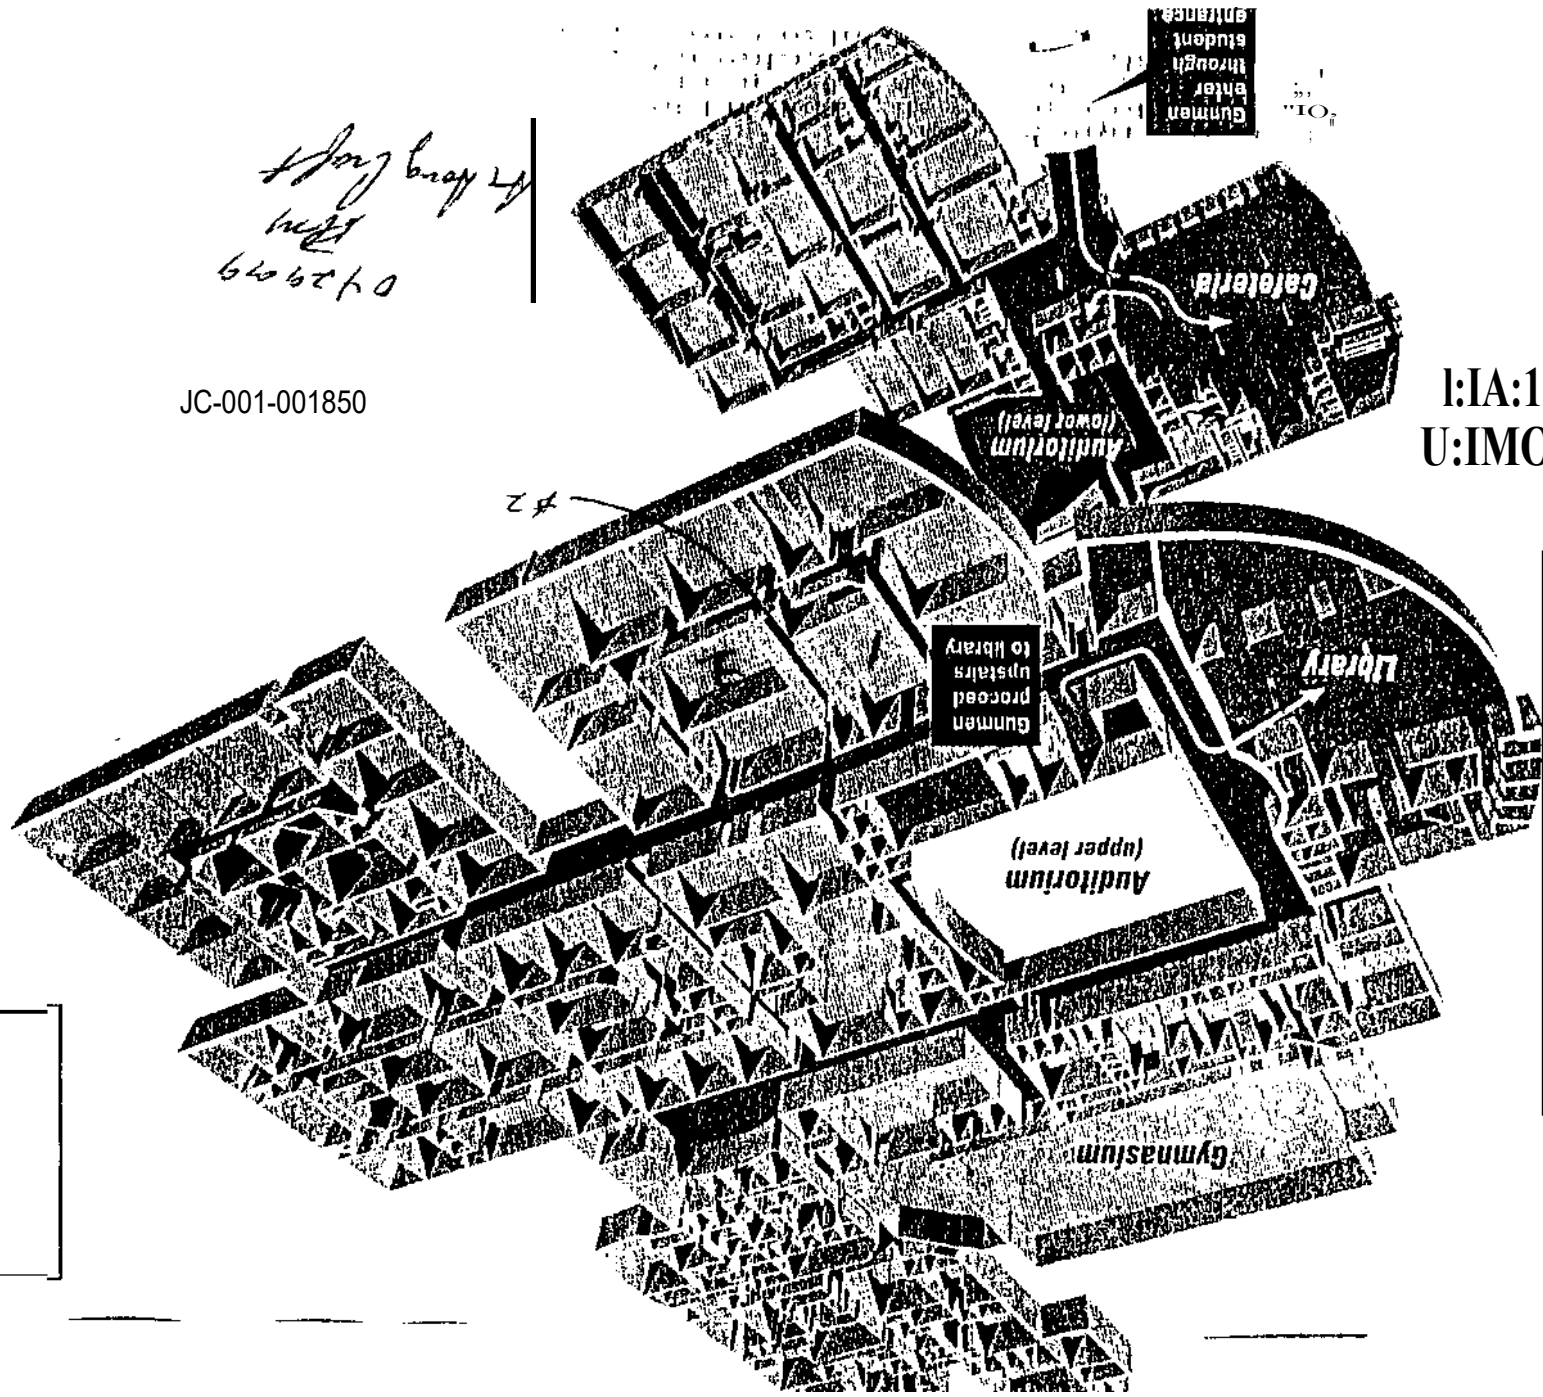 Gunmen
enter
through
student
entrance
Cafeteria
Auditorium
(lower level)
JC-001-001850
l:IA:1
#2
Gunmen
proceed
upstairs
to library
Library
Auditorium
(upper level)
Gymnasium